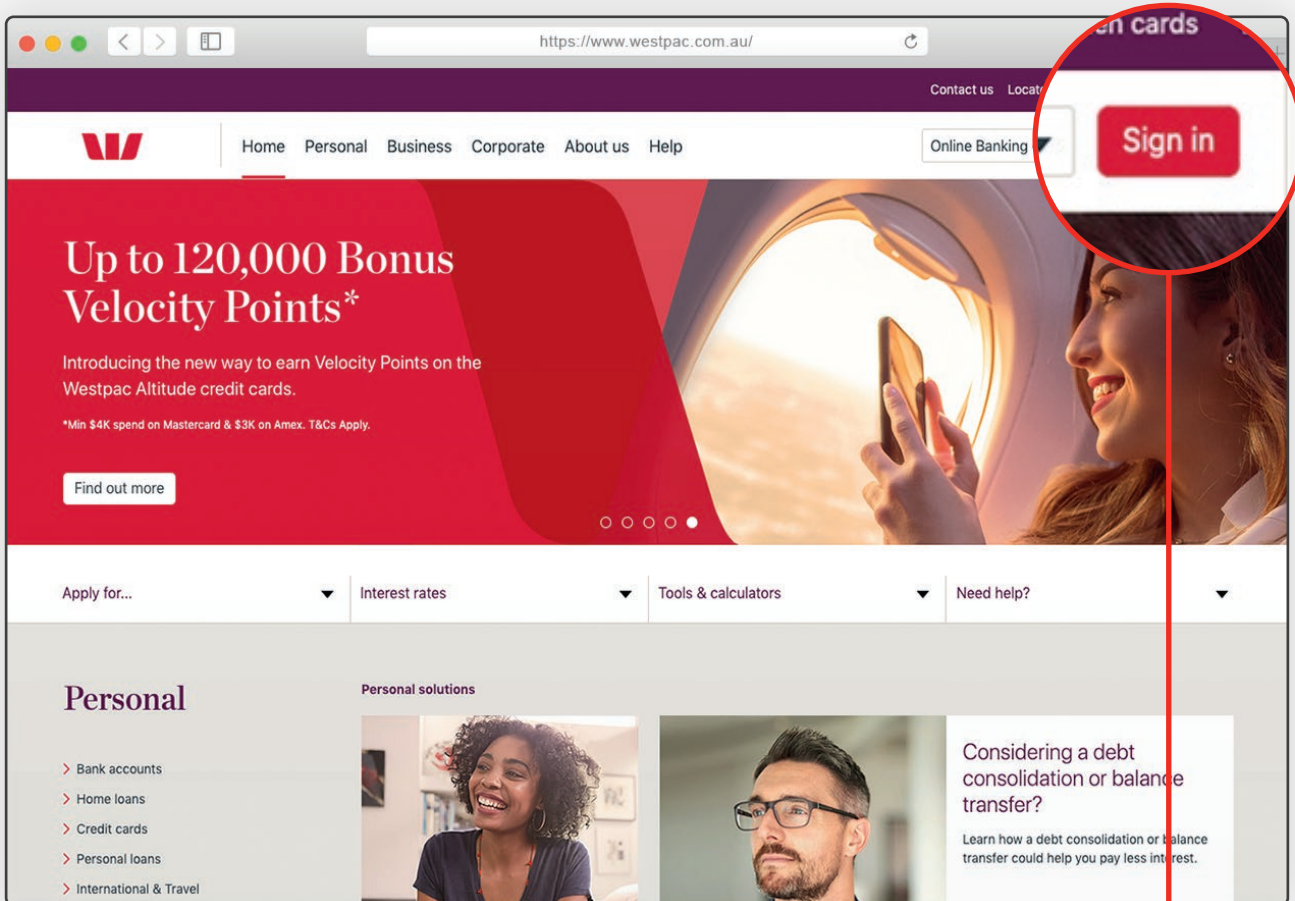 https://www.westpac.com.au/
Contact us Locate
en cards
Home Personal Business Corporate About us Help
Online Banking
Sign in
Up to 120,000 Bonus
Velocity Points*
Introducing the new way to earn Velocity Points on the
Westpac Altitude credit cards.
*Min $4K spend on Mastercard & $3K on Amex. T&Cs Apply.
Find out more
Apply for...
Interest rates
Tools & calculators
Need help?
Personal
Bank accounts
Home loans
Credit cards
Personal loans
International & Travel
Personal solutions
Considering a debt
consolidation or balance
transfer?
Learn how a debt consolidation or balance
transfer could help you pay less interest.